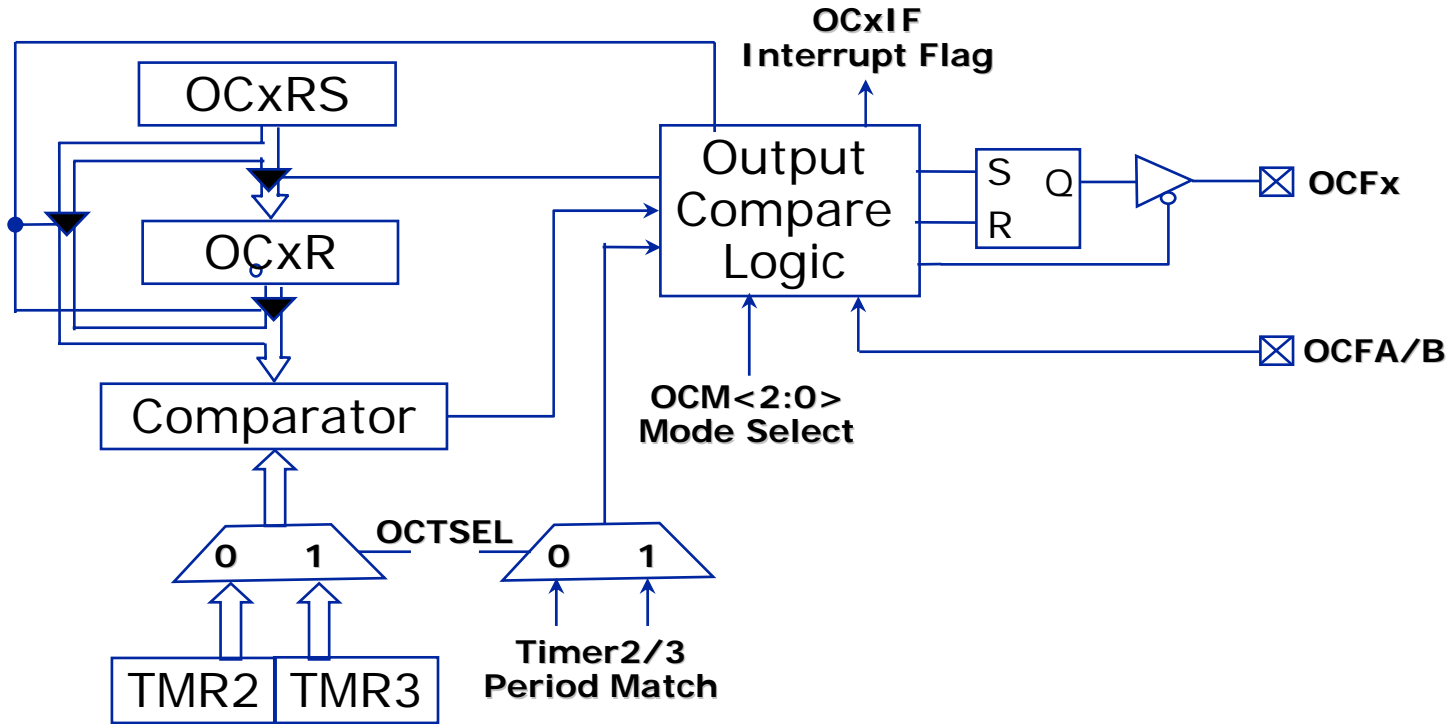 OCxIF
Interrupt Flag
OCxRS
Output
Compare
Logic
S
Q
R
OCFx
OCxR
OCFA/B
Comparator
OCM<2:0>
Mode Select
OCTSEL
0 1
0 1
Timer2/3
Period Match
TMR2
TMR3